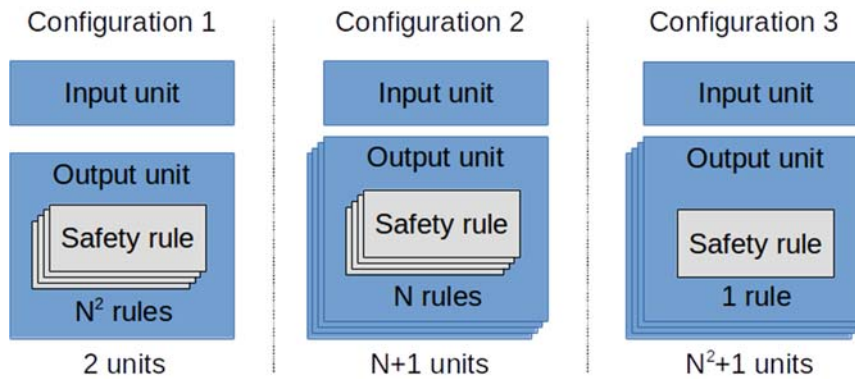 Configuration 1
Input unit
Output unit
Safety rule
N² rules
2 units
Configuration 2
Input unit
Output unit
Safety rule
N rules
N+1 units
Configuration 3
Input unit
Output unit
Safety rule
1 rule
N²+1 units